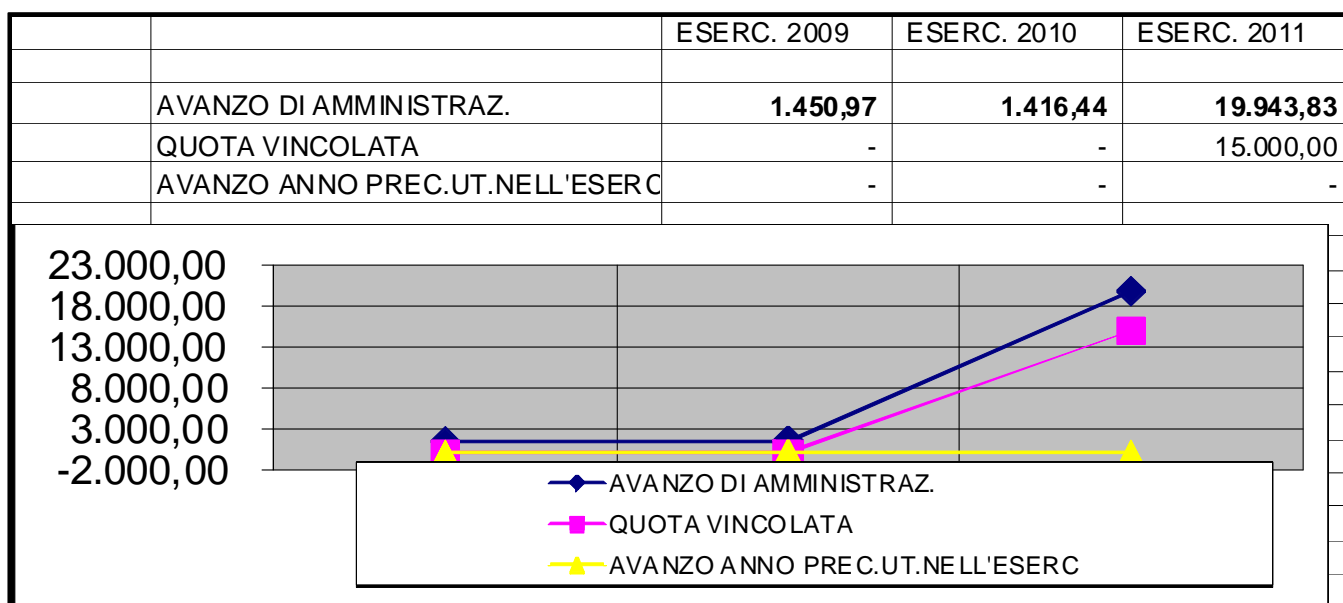 ESERC. 2009 ESERC. 2010 ESERC. 2011
AVANZO DI AMMINISTRAZ. 1.450,97 1.416,44 19.943,83
QUOTA VINCOLATA - - 15.000,00
AVANZO ANNO PREC.UT.NELL'ESERC - - -
23.000,00
18.000,00
13.000,00
8.000,00
3.000,00
-2.000,00
AVANZO DI AMMINISTRAZ.
QUOTA VINCOLATA
AVANZO ANNO PREC.UT.NELL'ESERC